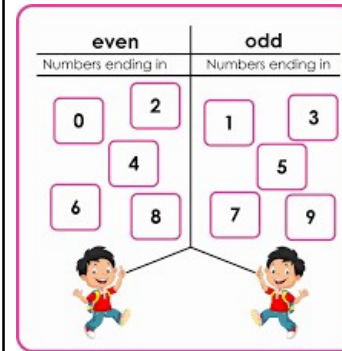 even odd
Numbers ending in Numbers ending in
0 2 1 3
4 5
6 8 7 9